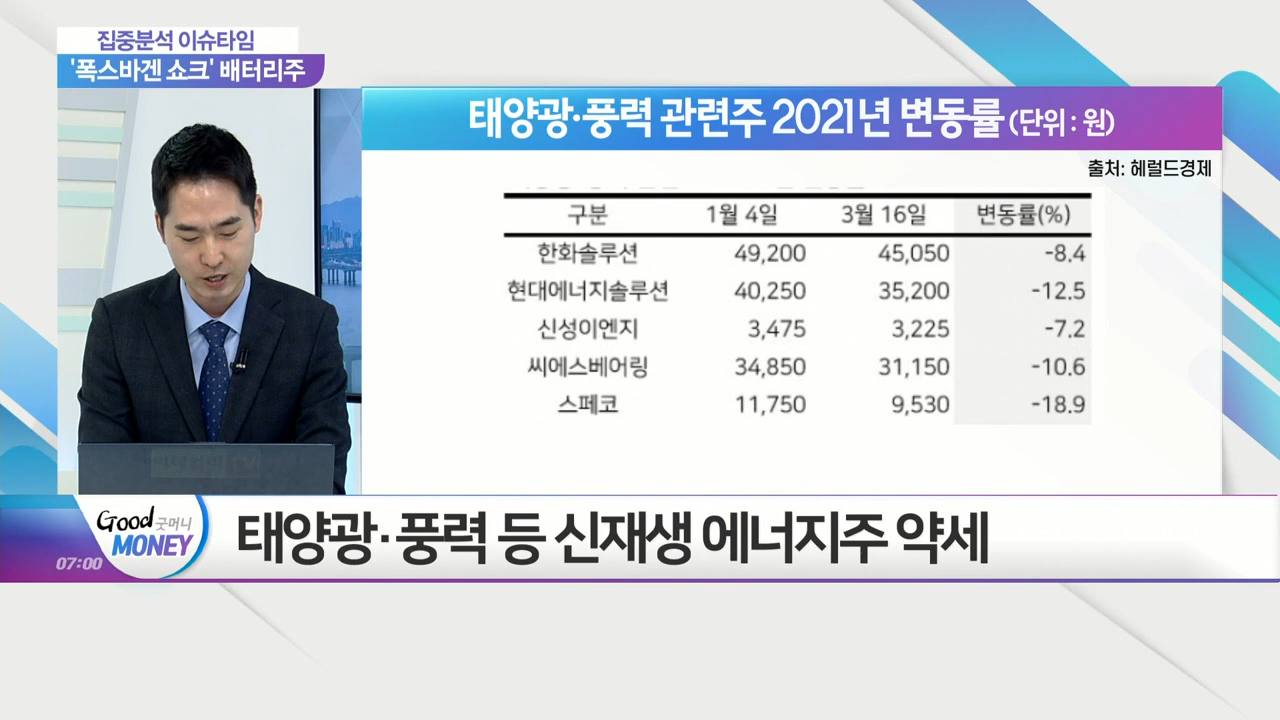 집중분석 이슈타임
'폭스바겐 쇼크' 배터리주
태양광·풍력 관련주 2021년 변동률 (단위 : 원)
출처: 헤럴드경제
구분 1월 4일 3월 16일 변동률(%)
한화솔루션 49,200 45,050 -8.4
현대에너지솔루션 40,250 35,200 -12.5
신성이엔지 3,475 3,225 -7.2
씨에스베어링 34,850 31,150 -10.6
스페코 11,750 9,530 -18.9
Good 굿머니
MONEY
07:00
태양광·풍력 등 신재생 에너지주 약세